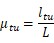 μ_tu = l_tu / L